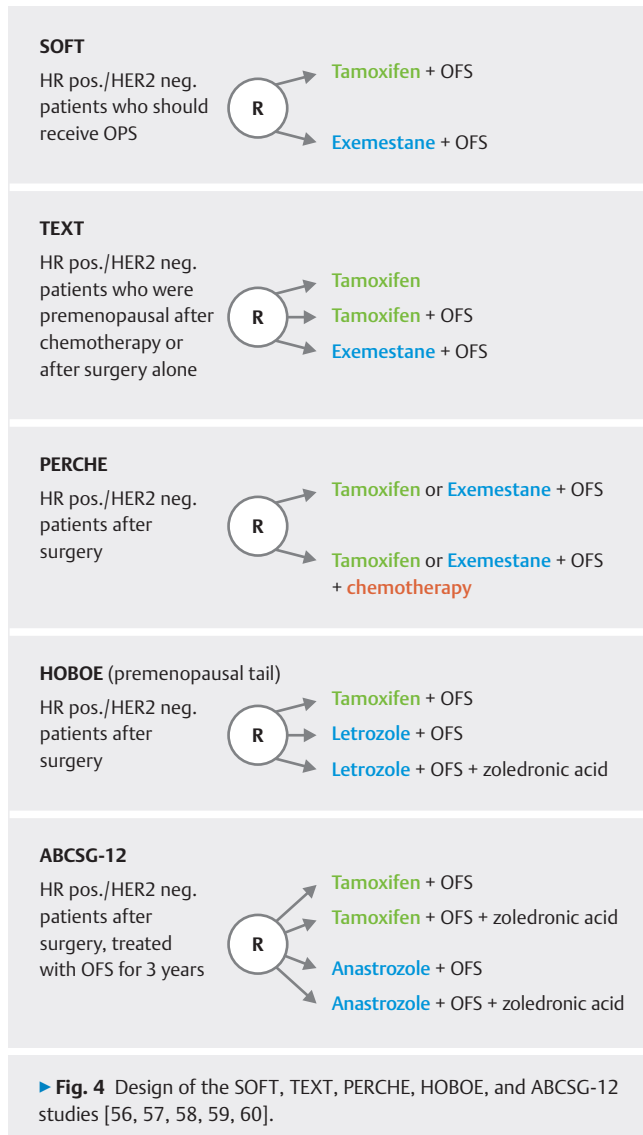 SOFT
HR pos./HER2 neg.
patients who should
receive OPS
R
Tamoxifen + OFS
Exemestane + OFS
TEXT
HR pos./HER2 neg.
patients who were
premenopausal after
chemotherapy or
after surgery alone
R
Tamoxifen
Tamoxifen + OFS
Exemestane + OFS
PERCHE
HR pos./HER2 neg.
patients after
surgery
R
Tamoxifen or Exemestane + OFS
Tamoxifen or Exemestane + OFS
+ chemotherapy
HOBOE (premenopausal tail)
HR pos./HER2 neg.
patients after
surgery
R
Tamoxifen + OFS
Letrozole + OFS
Letrozole + OFS + zoledronic acid
ABCSG-12
HR pos./HER2 neg.
patients after
surgery, treated
with OFS for 3 years
R
Tamoxifen + OFS
Tamoxifen + OFS + zoledronic acid
Anastrozole + OFS
Anastrozole + OFS + zoledronic acid
▶ Fig. 4 Design of the SOFT, TEXT, PERCHE, HOBOE, and ABCSG-12
studies [56, 57, 58, 59, 60].